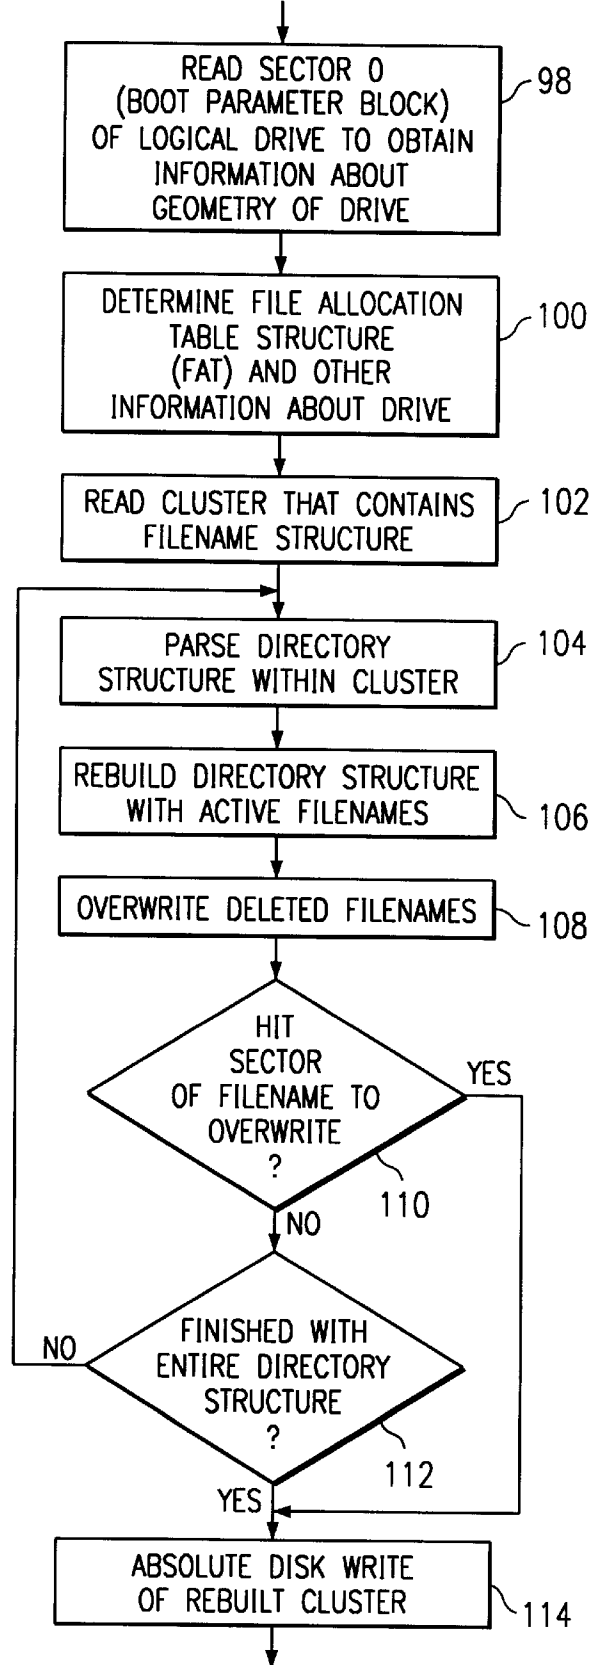 READ SECTOR 0
(BOOT PARAMETER BLOCK)
OF LOGICAL DRIVE TO OBTAIN
INFORMATION ABOUT
GEOMETRY OF DRIVE
98
DETERMINE FILE ALLOCATION
TABLE STRUCTURE
(FAT) AND OTHER
INFORMATION ABOUT DRIVE
100
READ CLUSTER THAT CONTAINS
FILENAME STRUCTURE
102
PARSE DIRECTORY
STRUCTURE WITHIN CLUSTER
104
REBUILD DIRECTORY STRUCTURE
WITH ACTIVE FILENAMES
106
OVERWRITE DELETED FILENAMES
108
HIT
SECTOR
OF FILENAME TO
OVERWRITE
?
YES
110
NO
FINISHED WITH
ENTIRE DIRECTORY
STRUCTURE
?
NO
112
YES
ABSOLUTE DISK WRITE
OF REBUILT CLUSTER
114